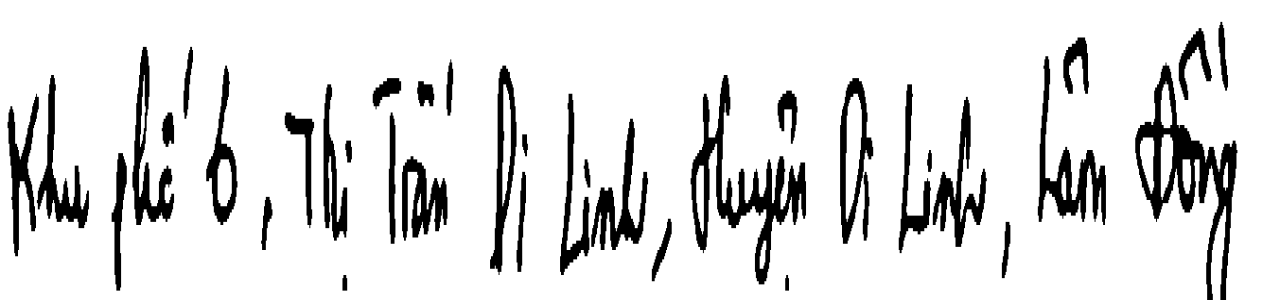 Khu phố 6, Thị Trấn Di Linh, Huyện Di Linh, Lâm Đồng